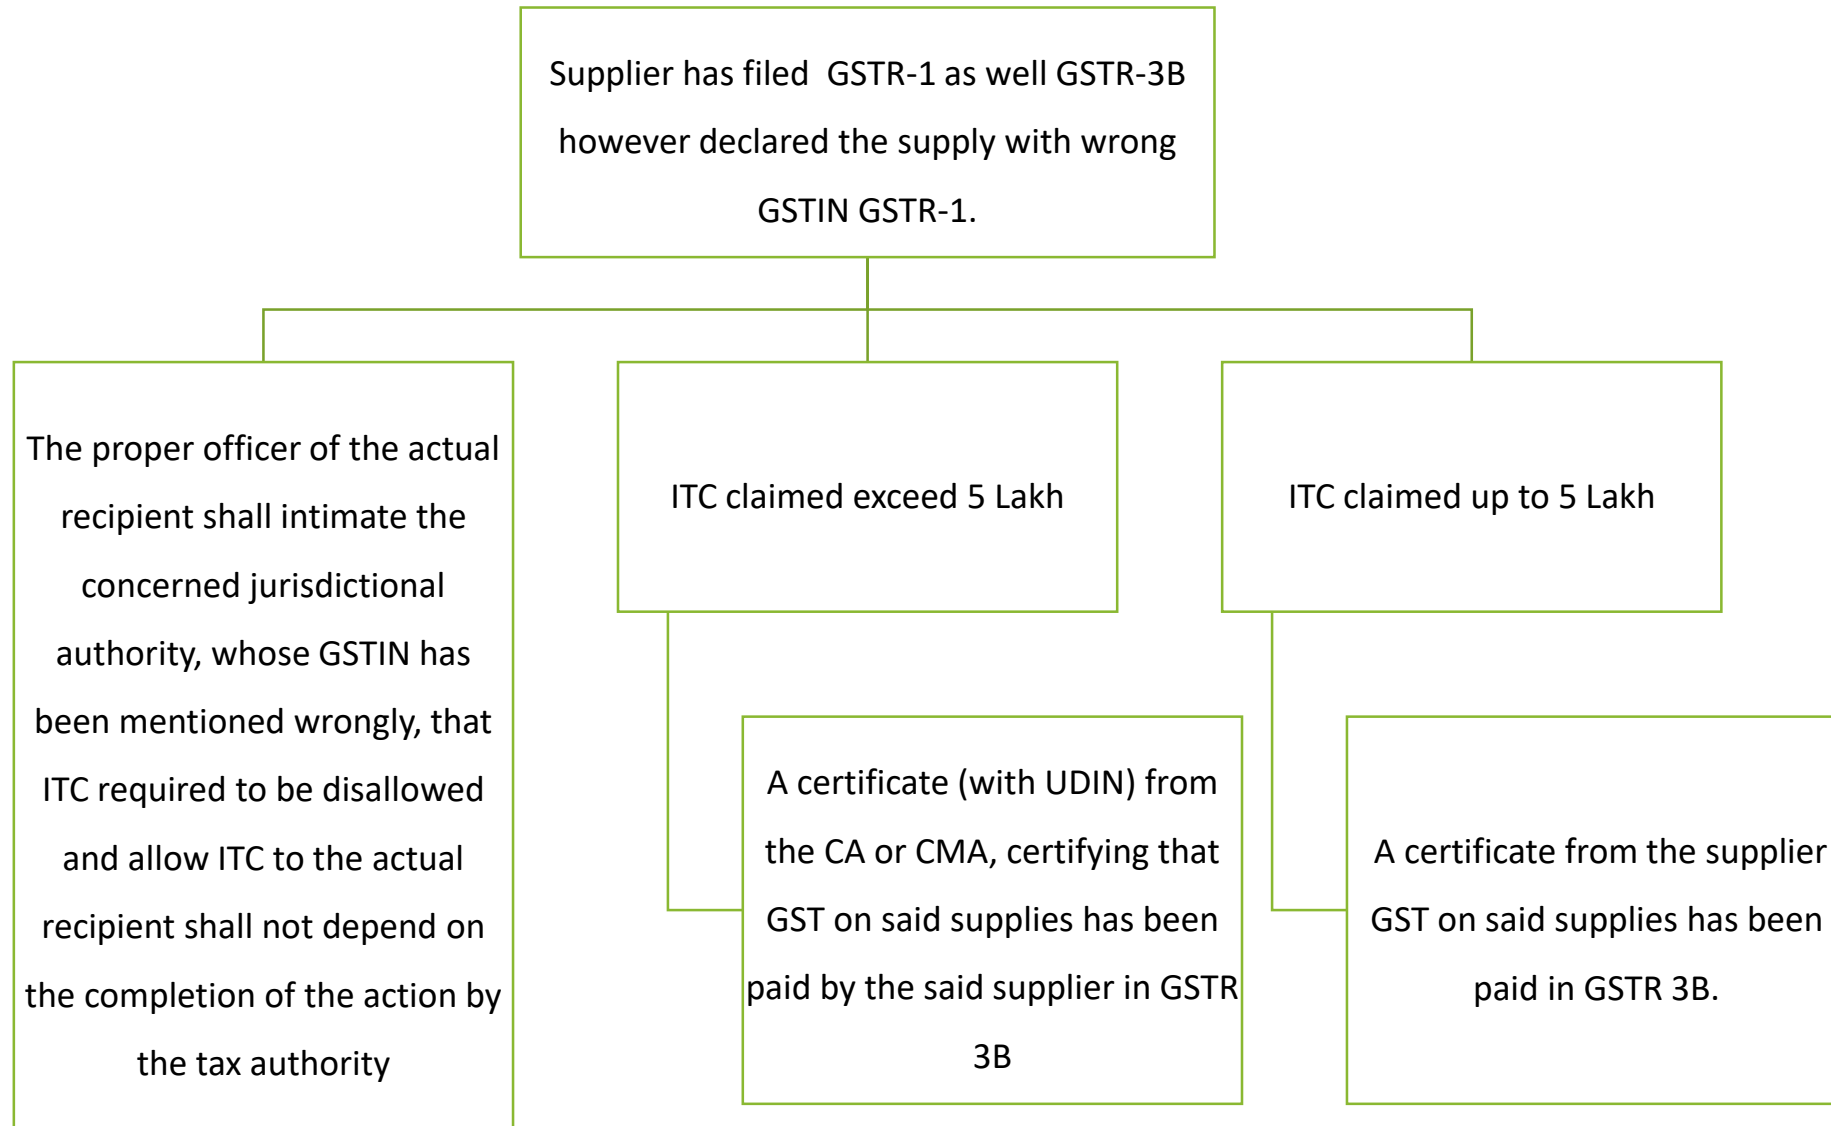 Supplier has filed  GSTR-1 as well GSTR-3B
however declared the supply with wrong
GSTIN GSTR-1.
The proper officer of the actual
recipient shall intimate the
concerned jurisdictional
authority, whose GSTIN has
been mentioned wrongly, that
ITC required to be disallowed
and allow ITC to the actual
recipient shall not depend on
the completion of the action by
the tax authority
ITC claimed exceed 5 Lakh
A certificate (with UDIN) from
the CA or CMA, certifying that
GST on said supplies has been
paid by the said supplier in GSTR
3B
ITC claimed up to 5 Lakh
A certificate from the supplier
GST on said supplies has been
paid in GSTR 3B.